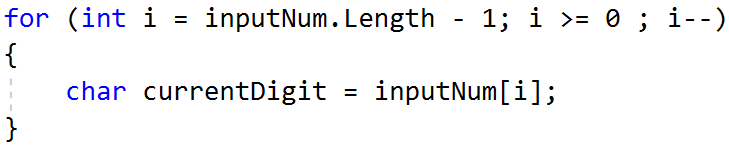 for (int i = inputNum.Length - 1; i >= 0 ; i--)
{
    char currentDigit = inputNum[i];
}